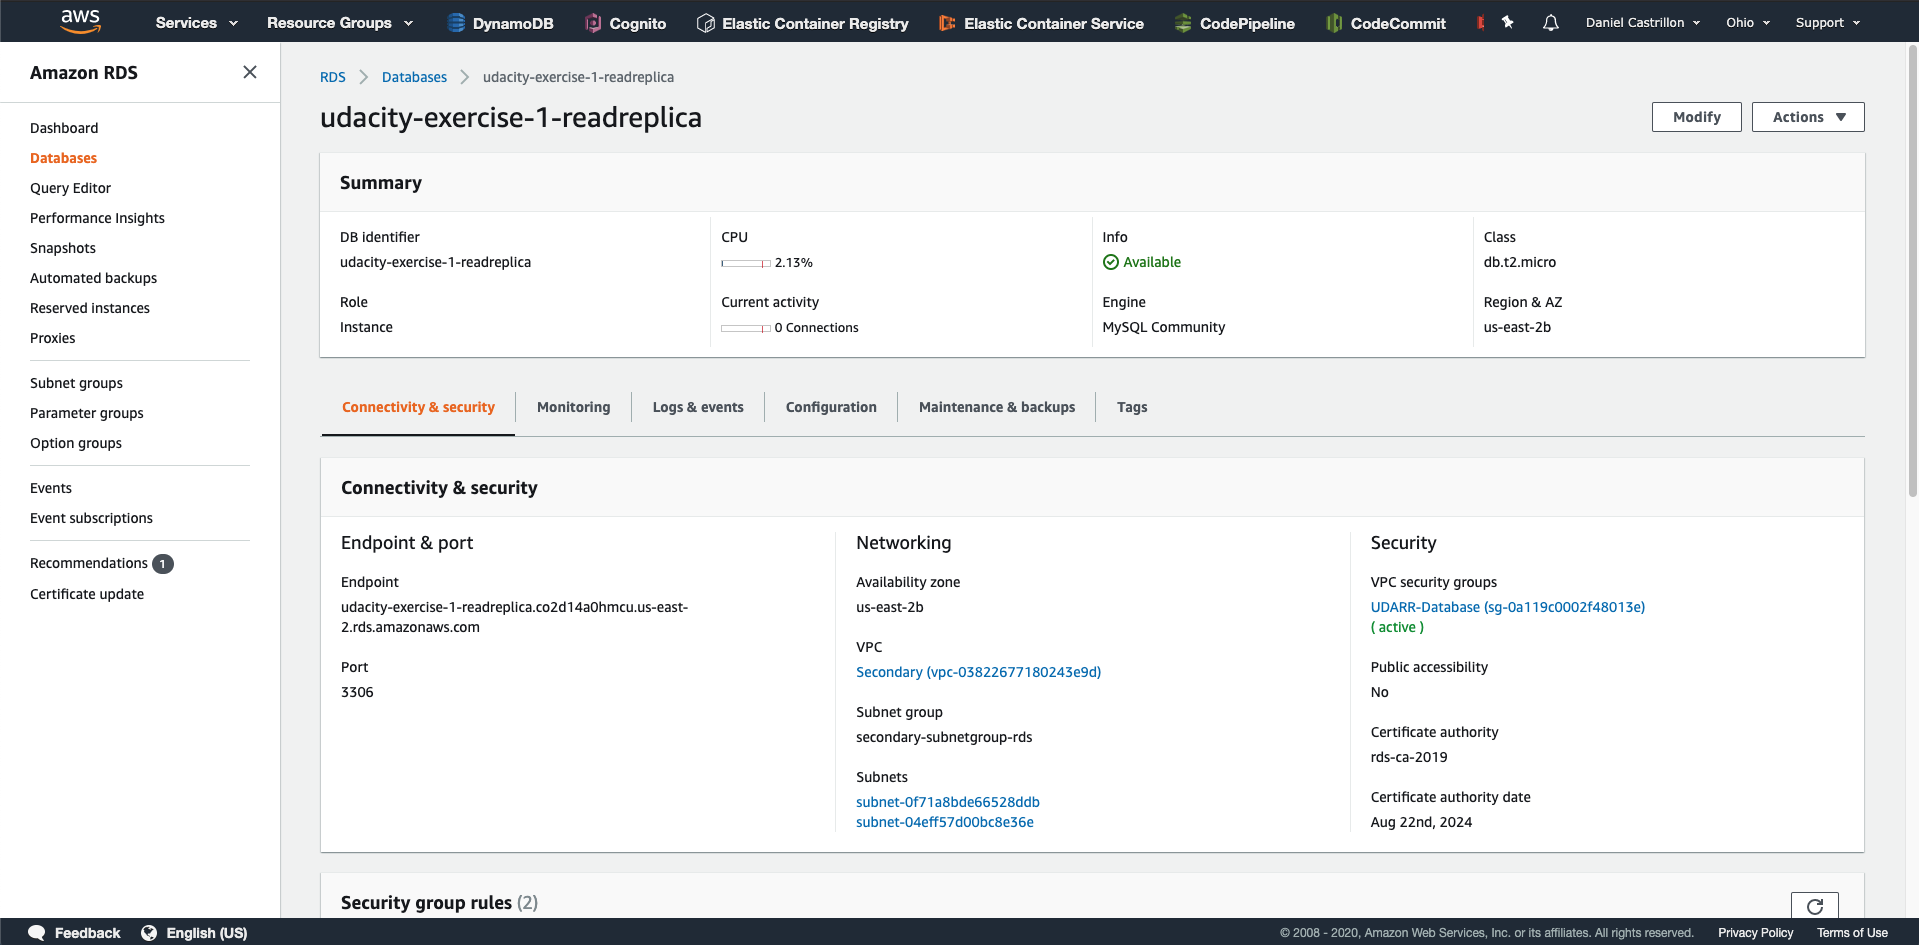 aws
Services
Resource Groups
DynamoDB
Cognito
Elastic Container Registry
Elastic Container Service
CodePipeline
CodeCommit
Daniel Castrillon
Ohio
Support
Amazon RDS
Dashboard
Databases
Query Editor
Performance Insights
Snapshots
Automated backups
Reserved instances
Proxies
Subnet groups
Parameter groups
Option groups
Events
Event subscriptions
Recommendations 1
Certificate update
RDS
Databases
udacity-exercise-1-readreplica
udacity-exercise-1-readreplica
Modify
Actions
Summary
DB identifier
udacity-exercise-1-readreplica
Role
Instance
CPU
2.13%
Current activity
0 Connections
Info
Available
Engine
MySQL Community
Class
db.t2.micro
Region & AZ
us-east-2b
Connectivity & security
Monitoring
Logs & events
Configuration
Maintenance & backups
Tags
Connectivity & security
Endpoint & port
Endpoint
udacity-exercise-1-readreplica.co2d14a0hmcu.us-east-
2.rds.amazonaws.com
Port
3306
Networking
Availability zone
us-east-2b
VPC
Secondary (vpc-03822677180243e9d)
Subnet group
secondary-subnetgroup-rds
Subnets
subnet-0f71a8bde66528ddb
subnet-04eff57d00bc8e36e
Security
VPC security groups
UDARR-Database (sg-0a119c0002f48013e)
( active )
Public accessibility
No
Certificate authority
rds-ca-2019
Certificate authority date
Aug 22nd, 2024
Security group rules (2)
Feedback
English (US)
© 2008 - 2020, Amazon Web Services, Inc. or its affiliates. All rights reserved.
Privacy Policy
Terms of Use